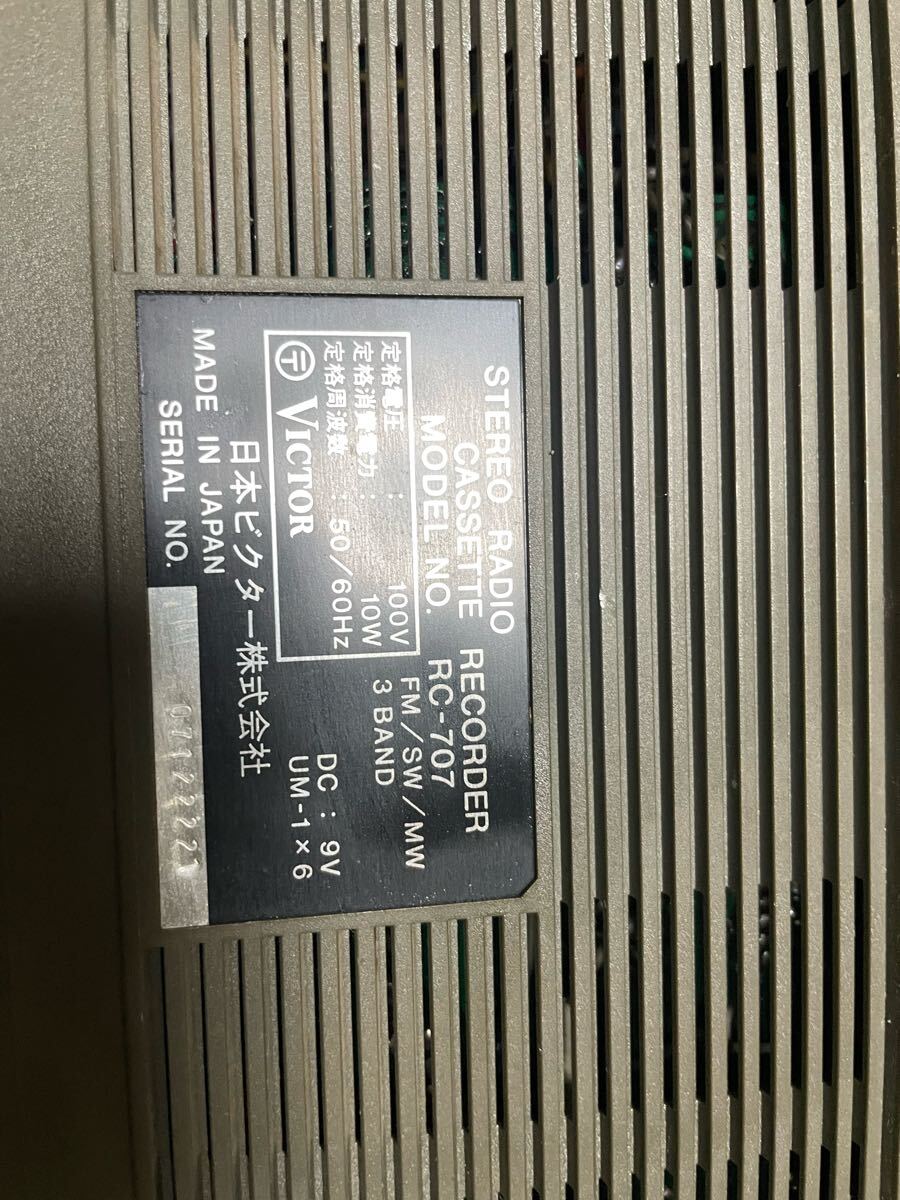 STEREO RADIO
CASSETTE RECORDER
MODEL NO. RC-707
定格電圧 : 100V
定格消費電力 : 10W
定格周波数 : 50/60Hz
〒 VICTOR
FM/SW/MW
3 BAND
DC : 9V
UM-1×6
日本ビクター株式会社
MADE IN JAPAN
SERIAL NO.